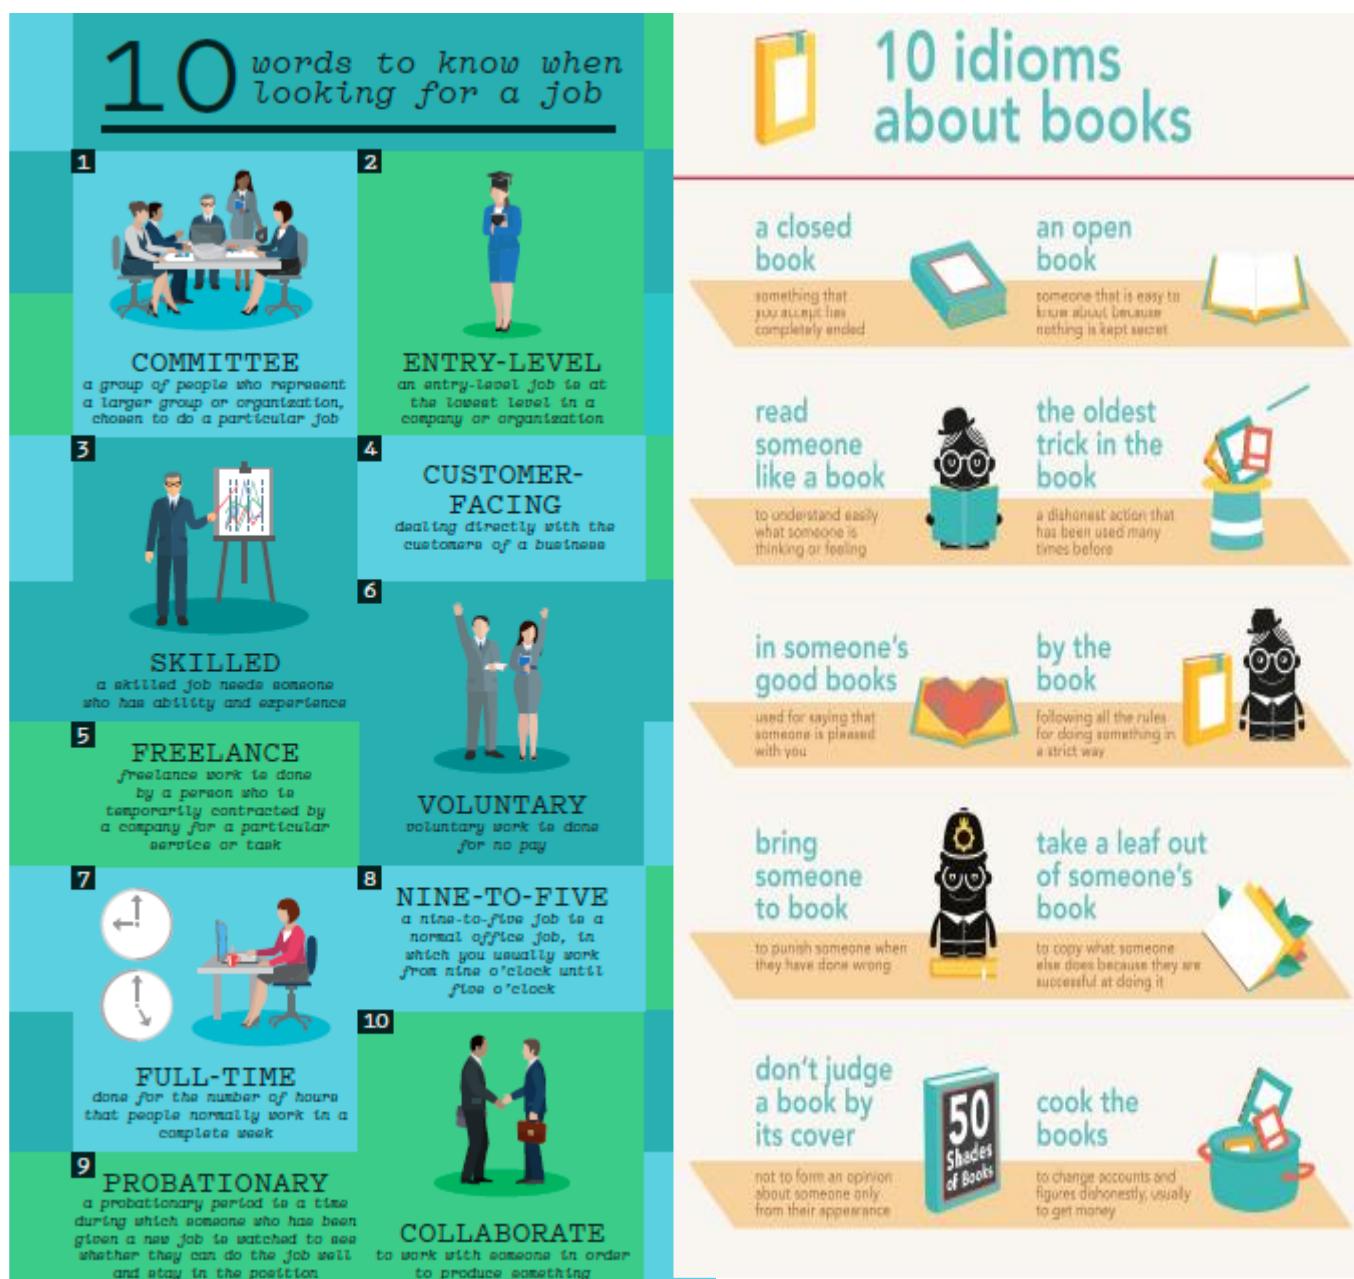 10
words to know when
looking for a job
1
COMMITTEE
a group of people who represent
a larger group or organization,
chosen to do a particular job
2
ENTRY-LEVEL
an entry-level job is at
the lowest level in a
company or organization
3
SKILLED
a skilled job needs someone
who has ability and experience
4
CUSTOMER-
FACING
dealing directly with the
customers of a business
5
FREELANCE
freelance work is done
by a person who is
temporarily contracted by
a company for a particular
service or task
6
VOLUNTARY
voluntary work is done
for no pay
7
FULL-TIME
done for the number of hours
that people normally work in a
complete week
8
NINE-TO-FIVE
a nine-to-five job is a
normal office job, in
which you usually work
from nine o'clock until
five o'clock
9
PROBATIONARY
a probationary period is a time
during which someone who has been
given a new job is watched to see
whether they can do the job well
and stay in the position
10
COLLABORATE
to work with someone in order
to produce something
10 idioms
about books
a closed
book
something that
you accept has
completely ended
an open
book
someone that is easy to
know about because
nothing is kept secret
read
someone
like a book
to understand easily
what someone is
thinking or feeling
the oldest
trick in the
book
a dishonest action that
has been used many
times before
in someone's
good books
used for saying that
someone is pleased
with you
by the
book
following all the rules
for doing something in
a strict way
bring
someone
to book
to punish someone when
they have done wrong
take a leaf out
of someone's
book
to copy what someone
else does because they are
successful at doing it
don't judge
a book by
its cover
not to form an opinion
about someone only
from their appearance
50
Shades
of Books
cook the
books
to change accounts and
figures dishonestly, usually
to get money